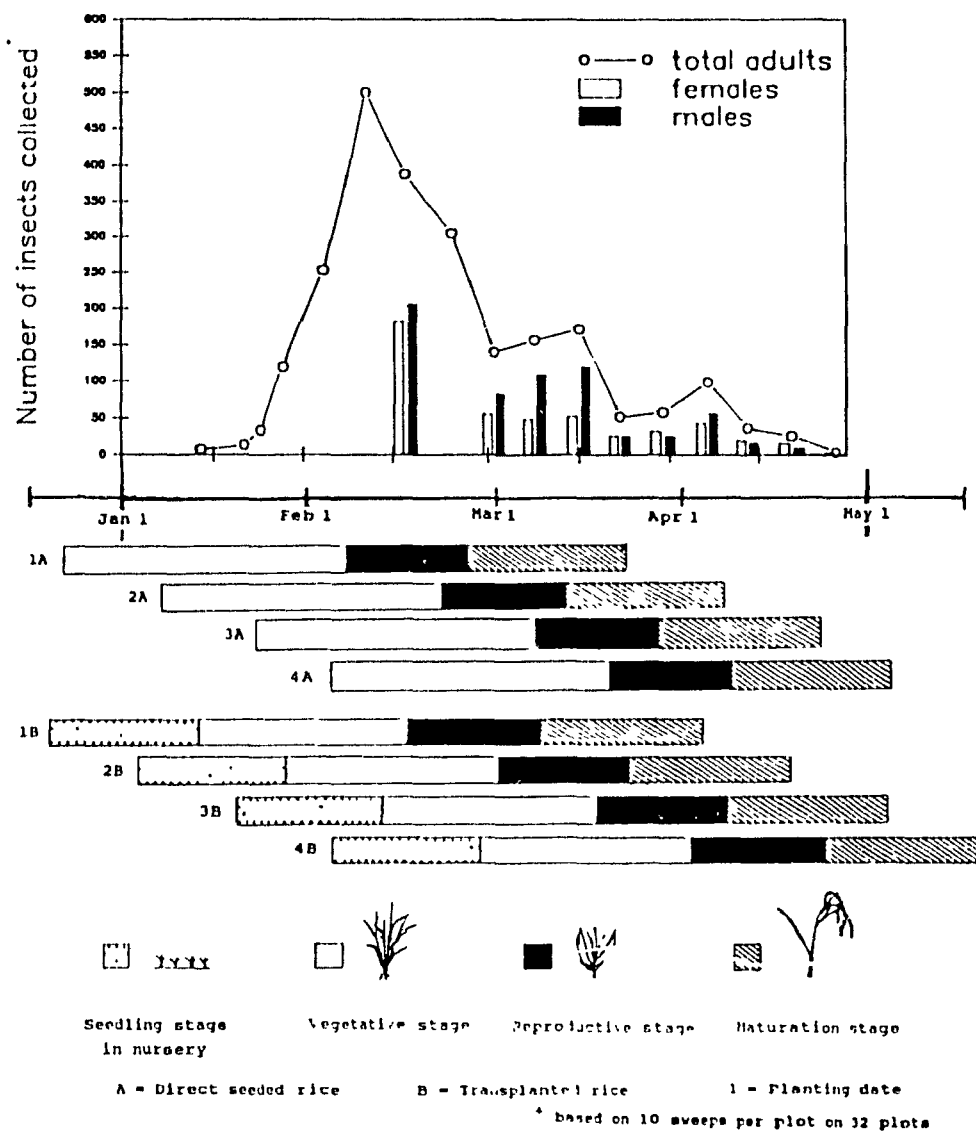 Number of insects collected
600
550
500
450
400
350
300
250
200
150
100
50
0
total adults
females
males
Jan 1
Feb 1
Mar 1
Apr 1
May 1
1A
2A
3A
4A
1B
2B
3B
4B
Seedling stage
in nursery
Vegetative stage
Reproductive stage
Maturation stage
A = Direct seeded rice
B = Transplanted rice
1 = Planting date
* based on 10 sweeps per plot on 32 plots